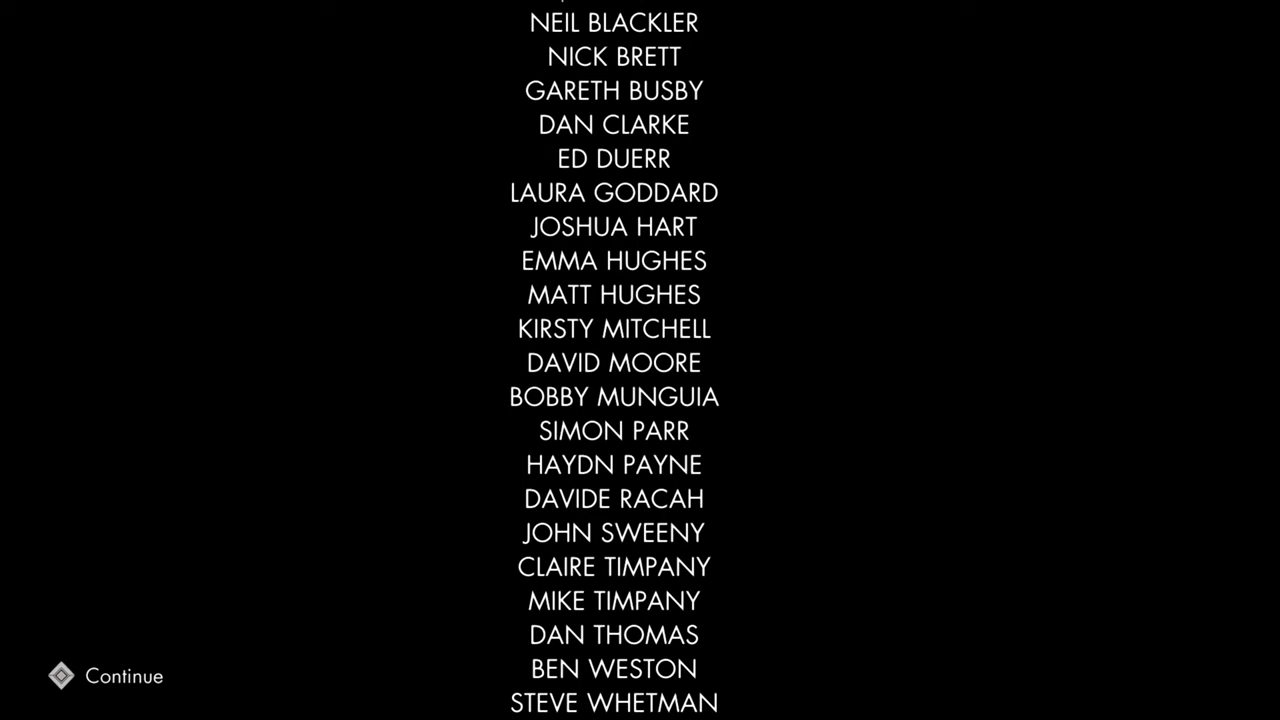 NEIL BLACKLER
NICK BRETT
GARETH BUSBY
DAN CLARKE
ED DUERR
LAURA GODDARD
JOSHUA HART
EMMA HUGHES
MATT HUGHES
KIRSTY MITCHELL
DAVID MOORE
BOBBY MUNGUIA
SIMON PARR
HAYDN PAYNE
DAVIDE RACAH
JOHN SWEENY
CLAIRE TIMPANY
MIKE TIMPANY
DAN THOMAS
BEN WESTON
STEVE WHETMAN
Continue